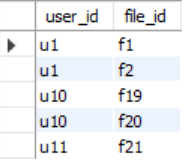 user_id file_id
u1 f1
u1 f2
u10 f19
u10 f20
u11 f21